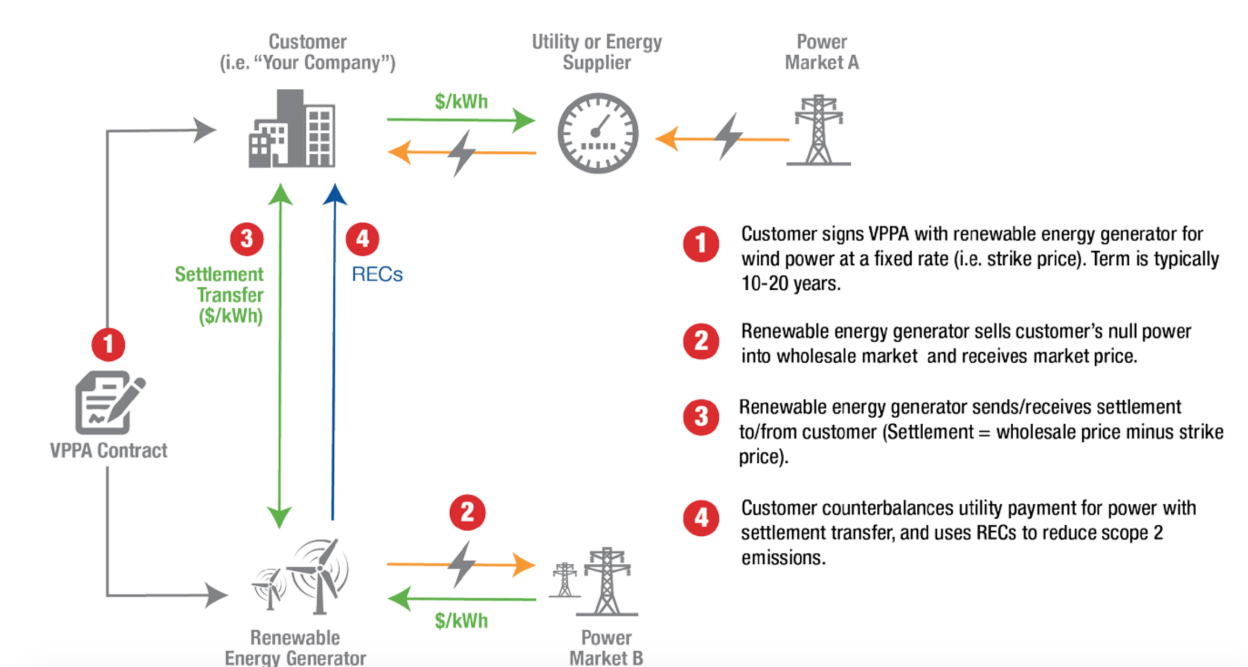 Customer
(i.e. “Your Company”)
Utility or Energy
Supplier
Power
Market A
$/kWh
3
4
Settlement
Transfer
($/kWh)
RECs
1
VPPA Contract
2
$/kWh
Renewable
Energy Generator
Power
Market B
1
Customer signs VPPA with renewable energy generator for
wind power at a fixed rate (i.e. strike price). Term is typically
10-20 years.
2
Renewable energy generator sells customer’s null power
into wholesale market and receives market price.
3
Renewable energy generator sends/receives settlement
to/from customer (Settlement = wholesale price minus strike
price).
4
Customer counterbalances utility payment for power with
settlement transfer, and uses RECs to reduce scope 2
emissions.